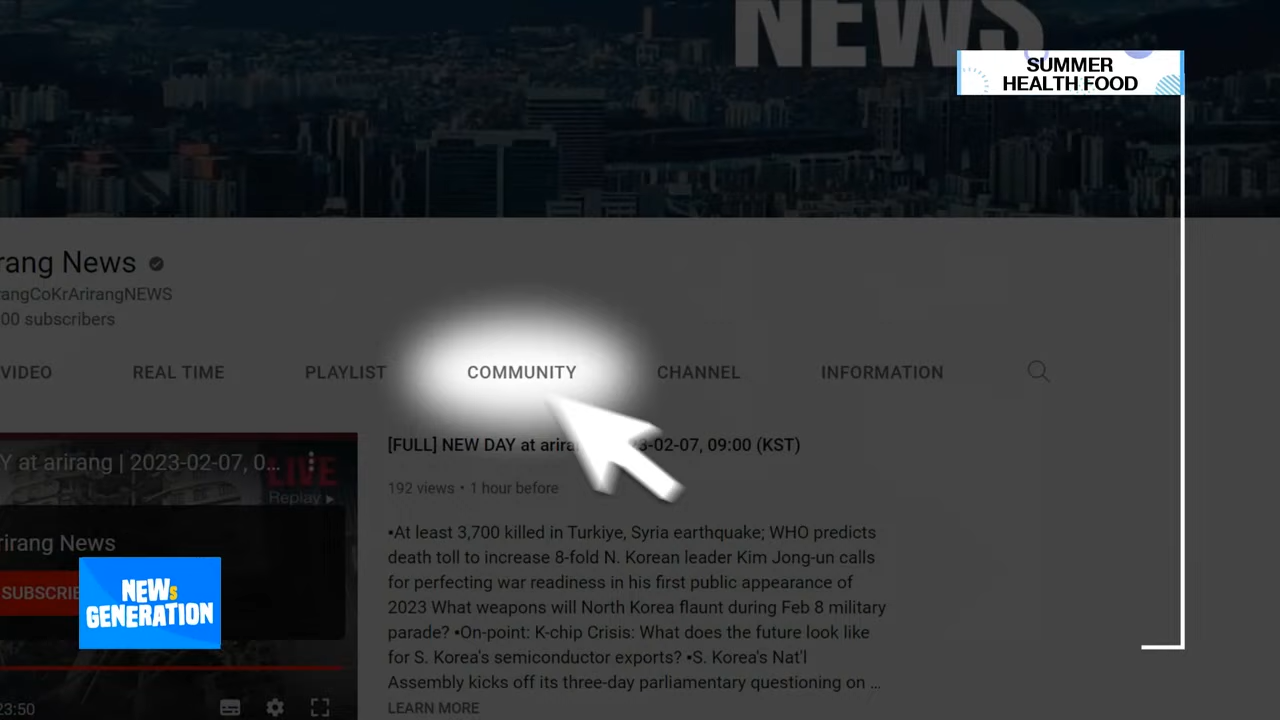 NEWS
SUMMER
HEALTH FOOD
rang News
angCoKrArirangNEWS
00 subscribers
VIDEO
REAL TIME
PLAYLIST
COMMUNITY
CHANNEL
INFORMATION
[FULL] NEW DAY at arira 3-02-07, 09:00 (KST)
192 views • 1 hour before
Y at arirang | 2023-02-07, 0...
LIVE
Replay
•At least 3,700 killed in Turkiye, Syria earthquake; WHO predicts
death toll to increase 8-fold N. Korean leader Kim Jong-un calls
for perfecting war readiness in his first public appearance of
2023 What weapons will North Korea flaunt during Feb 8 military
parade? •On-point: K-chip Crisis: What does the future look like
for S. Korea's semiconductor exports? •S. Korea's Nat'l
Assembly kicks off its three-day parliamentary questioning on ...
LEARN MORE
rirang News
SUBSCRIBE
NEWs
GENERATION
23:50